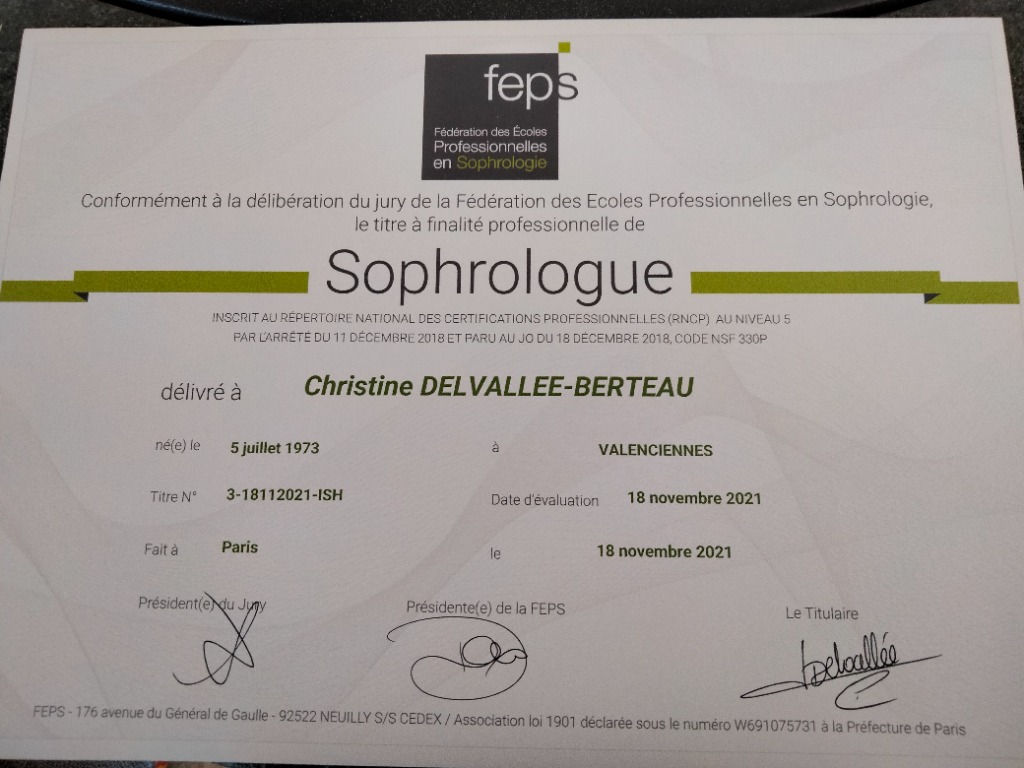 feps
Fédération des Écoles
Professionnelles
en Sophrologie
Conformément à la délibération du jury de la Fédération des Ecoles Professionnelles en Sophrologie,
le titre à finalité professionnelle de
Sophrologue
INSCRIT AU RÉPERTOIRE NATIONAL DES CERTIFICATIONS PROFESSIONNELLES (RNCP) AU NIVEAU 5
PAR L'ARRÊTÉ DU 11 DÉCEMBRE 2018 ET PARU AU JO DU 18 DÉCEMBRE 2018, CODE NSF 330P
délivré à Christine DELVALLEE-BERTEAU
né(e) le 5 juillet 1973 à VALENCIENNES
Titre N° 3-18112021-ISH Date d'évaluation 18 novembre 2021
Fait à Paris le 18 novembre 2021
Président(e) du Jury Présidente(e) de la FEPS Le Titulaire
Delvallée
FEPS - 176 avenue du Général de Gaulle - 92522 NEUILLY S/S CEDEX / Association loi 1901 déclarée sous le numéro W691075731 à la Préfecture de Paris